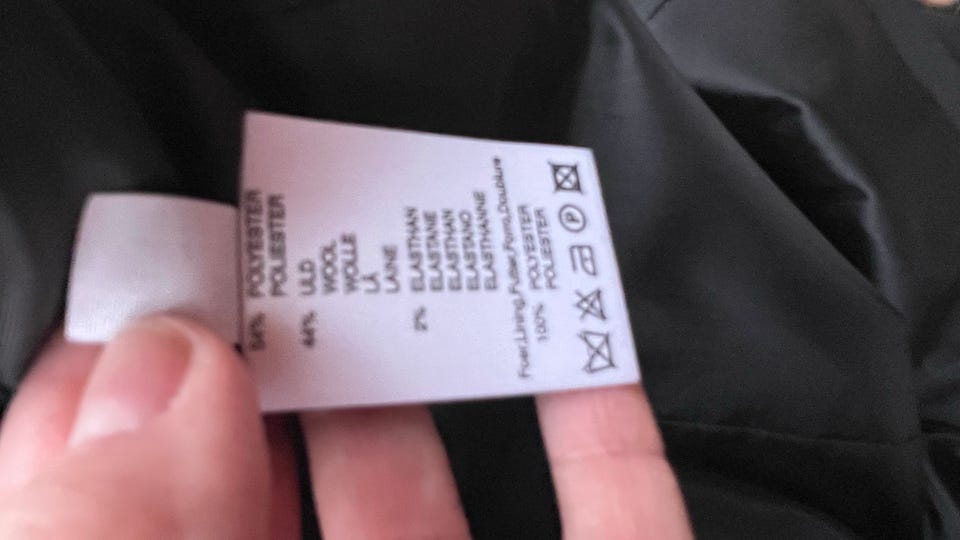 54% POLYESTER
POLIESTER
44% ULD
WOOL
WOLLE
LÃ
LAINE
2% ELASTHAN
ELASTANE
ELASTHAN
ELASTANO
ELASTHANNE
Foer,Lining,Futter,Forro,Doublure
100% POLYESTER
POLIESTER
P